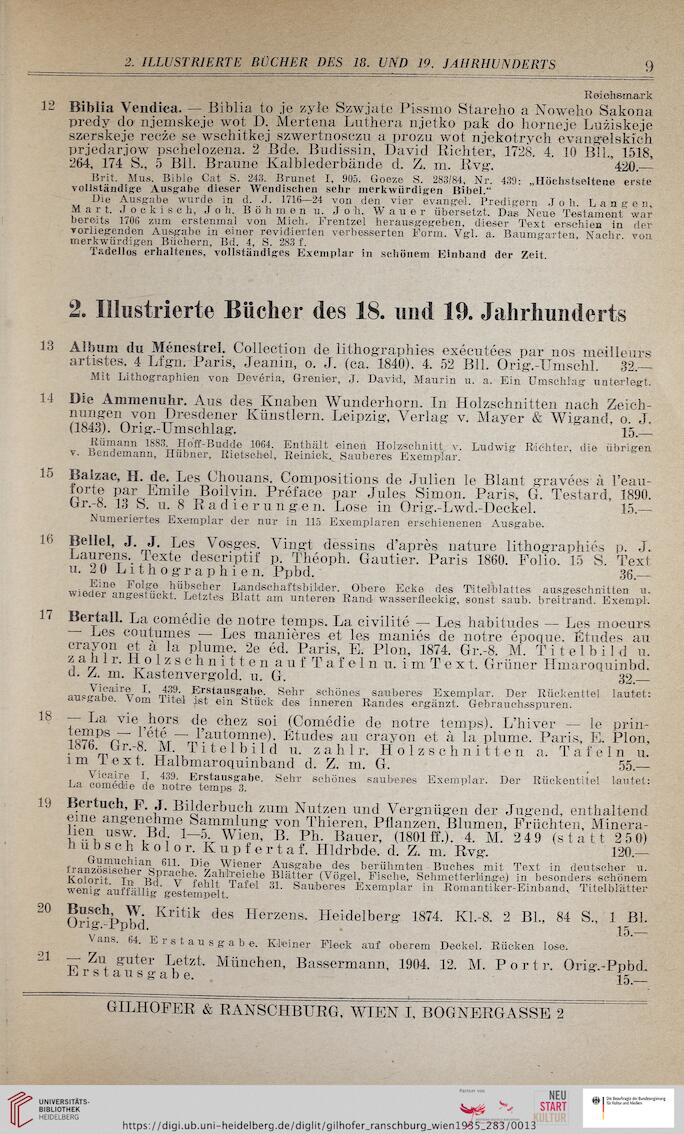 2. ILLUSTRIERTE BÜCHER DES 18. UND 19. JAHRHUNDERTS 9
Reichsmark
12 Biblia Vendica. — Biblia to je zyłe Szwjate Pissmo Stareho a Noweho Sakona
predy do njemskeje wot D. Mertena Luthera njetko pak do horneje Lužiskeje
szerskeje recže se wschitkej szwertnosczu a prozu wot njekotrych evangelskich
prjedarjow pschelozena. 2 Bde. Budissin, David Richter, 1728. 4. 10 Bll., 1518,
264, 174 S., 5 Bll. Braune Kalblederbände d. Z. m. Rvg. 420.—
Brit. Mus. Bible Cat S. 243. Brunet I, 905. Goeze S. 283/84, Nr. 439: „Höchstseltene erste
vollständige Ausgabe dieser Wendischen sehr merkwürdigen Bibel.“
Die Ausgabe wurde in d. J. 1716—24 von den vier evangel. Predigern Joh. Langen,
Mart. Jockisch, Joh. Böhmen u. Joh. Wauer übersetzt. Das Neue Testament war
bereits 1706 zum erstenmal von Mich. Frentzel herausgegeben, dieser Text erschien in der
vorliegenden Ausgabe in einer revidierten verbesserten Form. Vgl. a. Baumgarten, Nachr. von
merkwürdigen Büchern, Bd. 4, S. 283 f.
Tadellos erhaltenes, vollständiges Exemplar in schönem Einband der Zeit.
2. Illustrierte Bücher des 18. und 19. Jahrhunderts
13 Album du Ménestrel. Collection de lithographies exécutées par nos meilleurs
artistes. 4 Lfgn. Paris, Jeanin, o. J. (ca. 1840). 4. 52 Bll. Orig.-Umschl. 32.—
Mit Lithographien von Devéria, Grenier, J. David, Maurin u. a. Ein Umschlag unterlegt.
14 Die Ammenuhr. Aus des Knaben Wunderhorn. In Holzschnitten nach Zeich-
nungen von Dresdener Künstlern. Leipzig, Verlag v. Mayer & Wigand, o. J.
(1843). Orig.-Umschlag. 15.—
Rümann 1883. Hoff-Budde 1064. Enthält einen Holzschnitt v. Ludwig Richter, die übrigen
v. Bendemann, Hübner, Rietschel, Reinick. Sauberes Exemplar.
15 Balzac, H. de. Les Chouans. Compositions de Julien le Blant gravées à l'eau-
forte par Emile Boilvin. Préface par Jules Simon. Paris, G. Testard, 1890.
Gr.-8. 13 S. u. 8 Radierungen. Lose in Orig.-Lwd.-Deckel. 15.—
Numeriertes Exemplar der nur in 115 Exemplaren erschienenen Ausgabe.
16 Bellel, J. J. Les Vosges. Vingt dessins d'après nature lithographiés p. J.
Laurens. Texte descriptif p. Théoph. Gautier. Paris 1860. Folio. 15 S. Text
u. 20 Lithographien. Ppbd. 36.—
Eine Folge hübscher Landschaftsbilder. Obere Ecke des Titelblattes ausgeschnitten u.
wieder angestückt. Letztes Blatt am unteren Rand wasserfleckig, sonst saub. breitrand. Exempl.
17 Bertall. La comédie de notre temps. La civilité — Les habitudes — Les moeurs
— Les coutumes — Les manières et les maniés de notre époque. Études au
crayon et à la plume. 2e éd. Paris, E. Plon, 1874. Gr.-8. M. Titelbild u.
zahlr. Holzschnitten auf Tafeln u. im Text. Grüner Hmaroquinbd.
d. Z. m. Kastenvergold. u. G. 32.—
Vicaire I, 439. Erstausgabe. Sehr schönes sauberes Exemplar. Der Rückenttel lautet:
ausgabe. Vom Titel ist ein Stück des inneren Randes ergänzt. Gebrauchsspuren.
18 — La vie hors de chez soi (Comédie de notre temps). L'hiver — le prin-
temps — l'été — l'automne). Études au crayon et à la plume. Paris, E. Plon,
1876. Gr.-8. M. Titelbild u. zahlr. Holzschnitten a. Tafeln u.
im Text. Halbmaroquinband d. Z. m. G. 55.—
Vicaire I, 439. Erstausgabe. Sehr schönes sauberes Exemplar. Der Rückentitel lautet:
La comédie de notre temps 3.
19 Bertuch, F. J. Bilderbuch zum Nutzen und Vergnügen der Jugend, enthaltend
eine angenehme Sammlung von Thieren, Pflanzen, Blumen, Früchten, Minera-
lien usw. Bd. 1—5. Wien, B. Ph. Bauer, (1801 ff.). 4. M. 249 (statt 250)
hübsch kolor. Kupfertaf. Hldrbde. d. Z. m. Rvg. 120.—
Gumuchian 611. Die Wiener Ausgabe des berühmten Buches mit Text in deutscher u.
französischer Sprache. Zahlreiche Blätter (Vögel, Fische, Schmetterlinge) in besonders schönem
Kolorit. In Bd. V fehlt Tafel 31. Sauberes Exemplar in Romantiker-Einband, Titelblätter
wenig auffällig gestempelt.
20 Busch, W. Kritik des Herzens. Heidelberg 1874. Kl.-8. 2 Bl., 84 S., 1 Bl.
Orig.-Ppbd. 15.—
Vans. 64. Erstausgabe. Kleiner Fleck auf oberem Deckel. Rücken lose.
21 — Zu guter Letzt. München, Bassermann, 1904. 12. M. Portr. Orig.-Ppbd.
Erstausgabe. 15.—
GILHOFER & RANSCHBURG, WIEN I, BOGNERGASSE 2
UNIVERSITÄTS-
BIBLIOTHEK
HEIDELBERG
https://digi.ub.uni-heidelberg.de/diglit/gilhofer_ranschburg_wien1935_283/0013
Partner von
NEU
START
KULTUR
Die Beauftragte der Bundesregierung
für Kultur und Medien